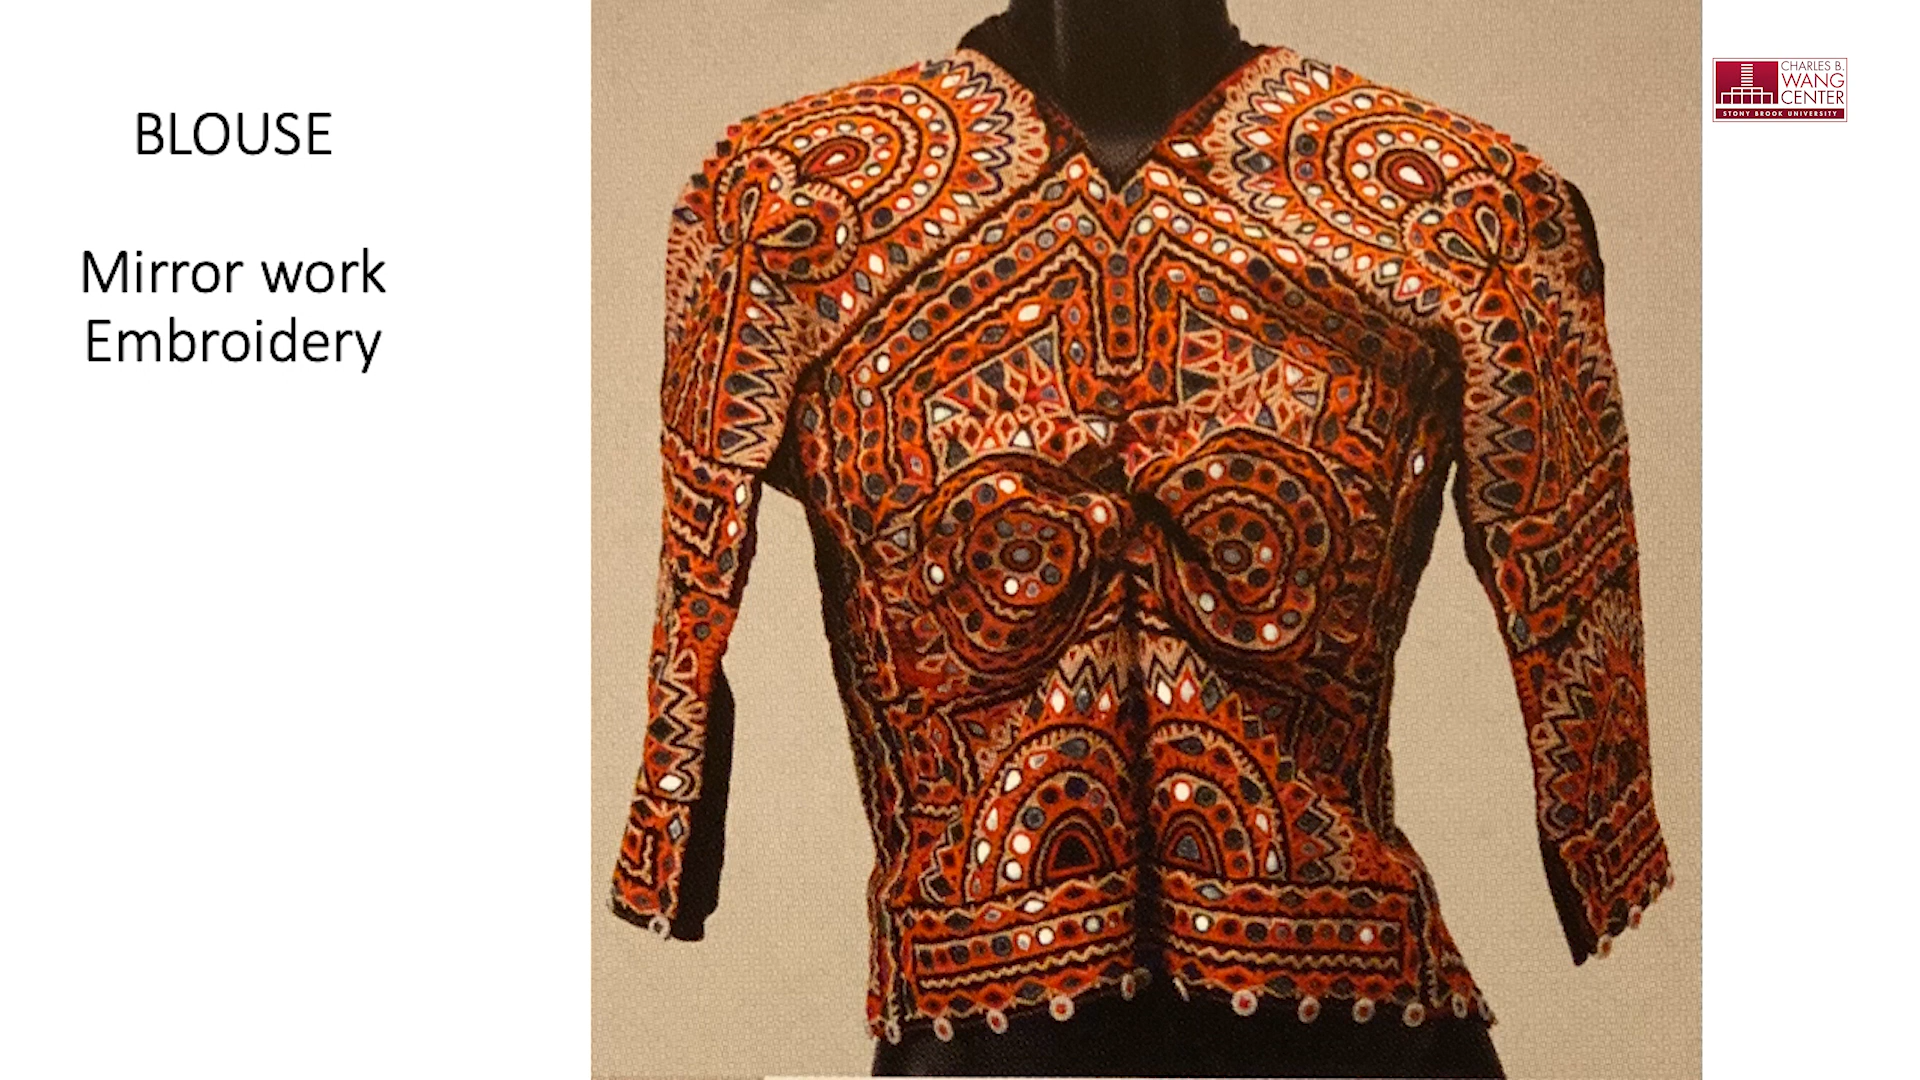 BLOUSE
Mirror work
Embroidery
CHARLES B.
WANG
CENTER
STONY BROOK UNIVERSITY